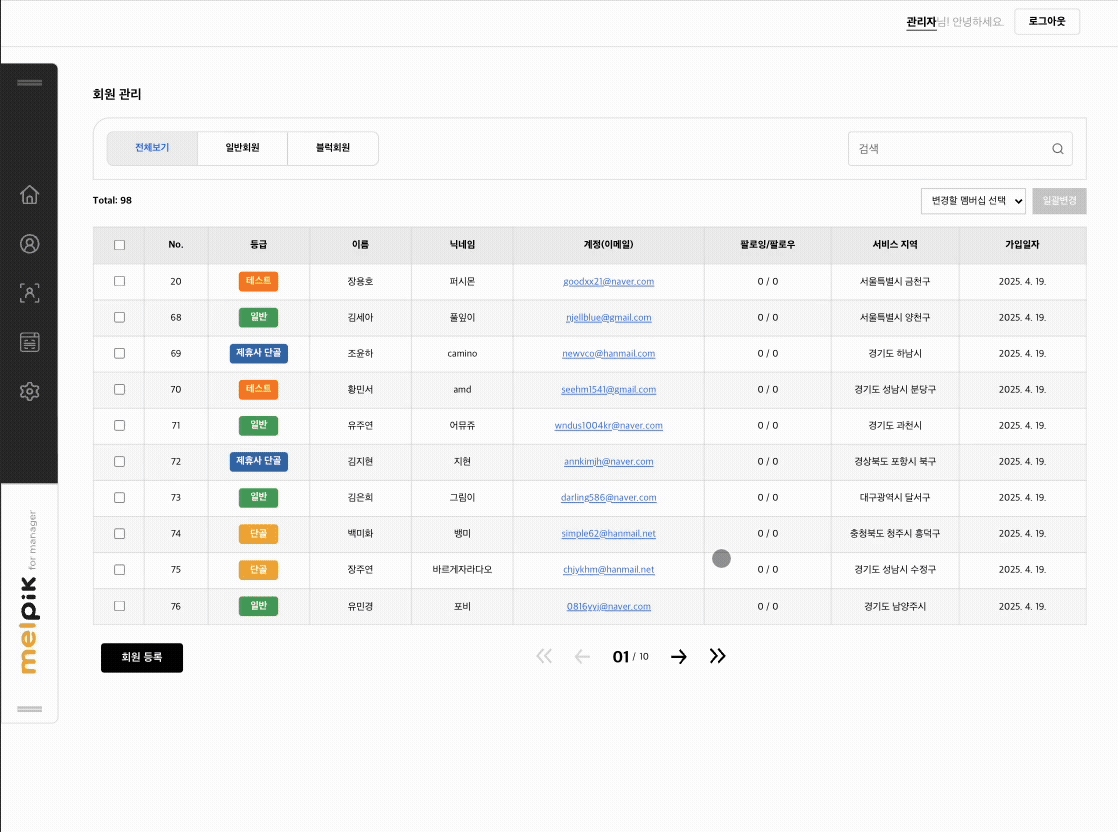 관리자님! 안녕하세요. 로그아웃
회원 관리
전체보기 일반회원 블럭회원 검색
Total: 98 변경할 멤버십 선택 일괄변경
No. 등급 이름 닉네임 계정(이메일) 팔로잉/팔로우 서비스 지역 가입일자
20 테스트 장용호 퍼시몬 goodxx21@naver.com 0 / 0 서울특별시 금천구 2025. 4. 19.
68 일반 김세아 풀잎이 njellblue@gmail.com 0 / 0 서울특별시 양천구 2025. 4. 19.
69 제휴사 단골 조윤하 camino newvco@hanmail.com 0 / 0 경기도 하남시 2025. 4. 19.
70 테스트 황민서 amd seehm1541@gmail.com 0 / 0 경기도 성남시 분당구 2025. 4. 19.
71 일반 유주연 어뮤쥬 wndus1004kr@naver.com 0 / 0 경기도 과천시 2025. 4. 19.
72 제휴사 단골 김지현 지현 annkimjh@naver.com 0 / 0 경상북도 포항시 북구 2025. 4. 19.
73 일반 김은희 그림이 darling586@naver.com 0 / 0 대구광역시 달서구 2025. 4. 19.
74 단골 백미화 뱅미 simple62@hanmail.net 0 / 0 충청북도 청주시 흥덕구 2025. 4. 19.
75 단골 장주연 바르게자라다오 chjykhm@hanmail.net 0 / 0 경기도 성남시 수정구 2025. 4. 19.
76 일반 유민경 포비 0816yyj@naver.com 0 / 0 경기도 남양주시 2025. 4. 19.
회원 등록 01 / 10
melpik for manager